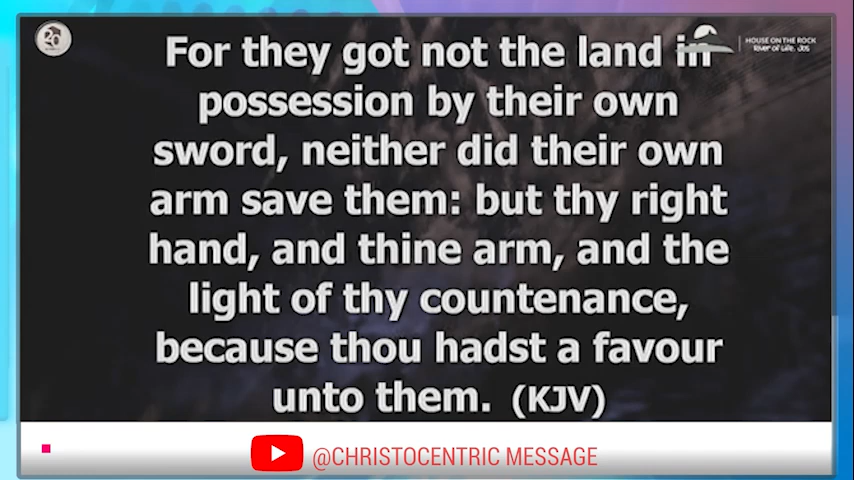 20
HOUSE ON THE ROCK
River of Life, Jos
For they got not the land in
possession by their own
sword, neither did their own
arm save them: but thy right
hand, and thine arm, and the
light of thy countenance,
because thou hadst a favour
unto them. (KJV)
@CHRISTOCENTRIC MESSAGE